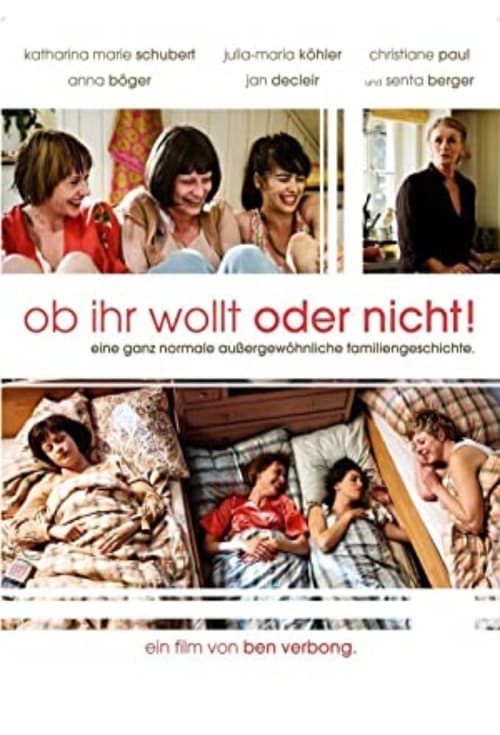 katharina marie schubert julia-maria köhler christiane paul
anna böger jan decleir und senta berger
ob ihr wollt oder nicht!
eine ganz normale außergewöhnliche familiengeschichte.
ein film von ben verbong.